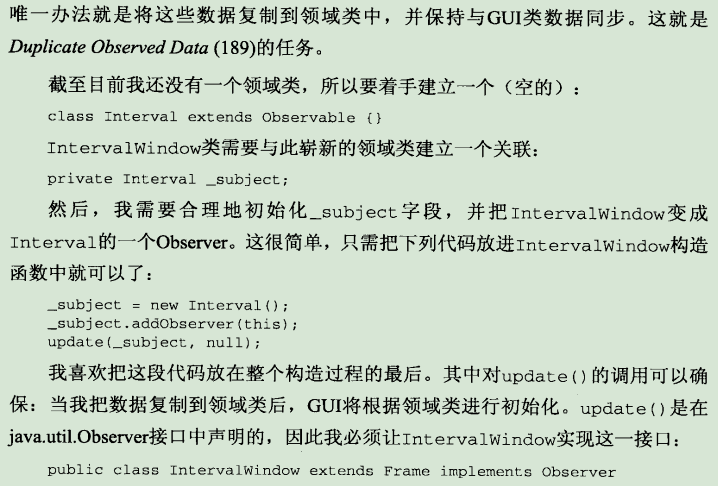 唯一办法就是将这些数据复制到领域类中，并保持与GUI类数据同步。这就是
Duplicate Observed Data (189)的任务。
截至目前我还没有一个领域类，所以要着手建立一个（空的）：
class Interval extends Observable {}
IntervalWindow类需要与此崭新的领域类建立一个关联：
private Interval _subject;
然后，我需要合理地初始化_subject字段，并把IntervalWindow变成
Interval的一个Observer。这很简单，只需把下列代码放进IntervalWindow构造
函数中就可以了：
_subject = new Interval();
_subject.addObserver(this);
update(_subject, null);
我喜欢把这段代码放在整个构造过程的最后。其中对update()的调用可以确
保：当我把数据复制到领域类后，GUI将根据领域类进行初始化。update()是在
java.util.Observer接口中声明的，因此我必须让IntervalWindow实现这一接口：
public class IntervalWindow extends Frame implements Observer